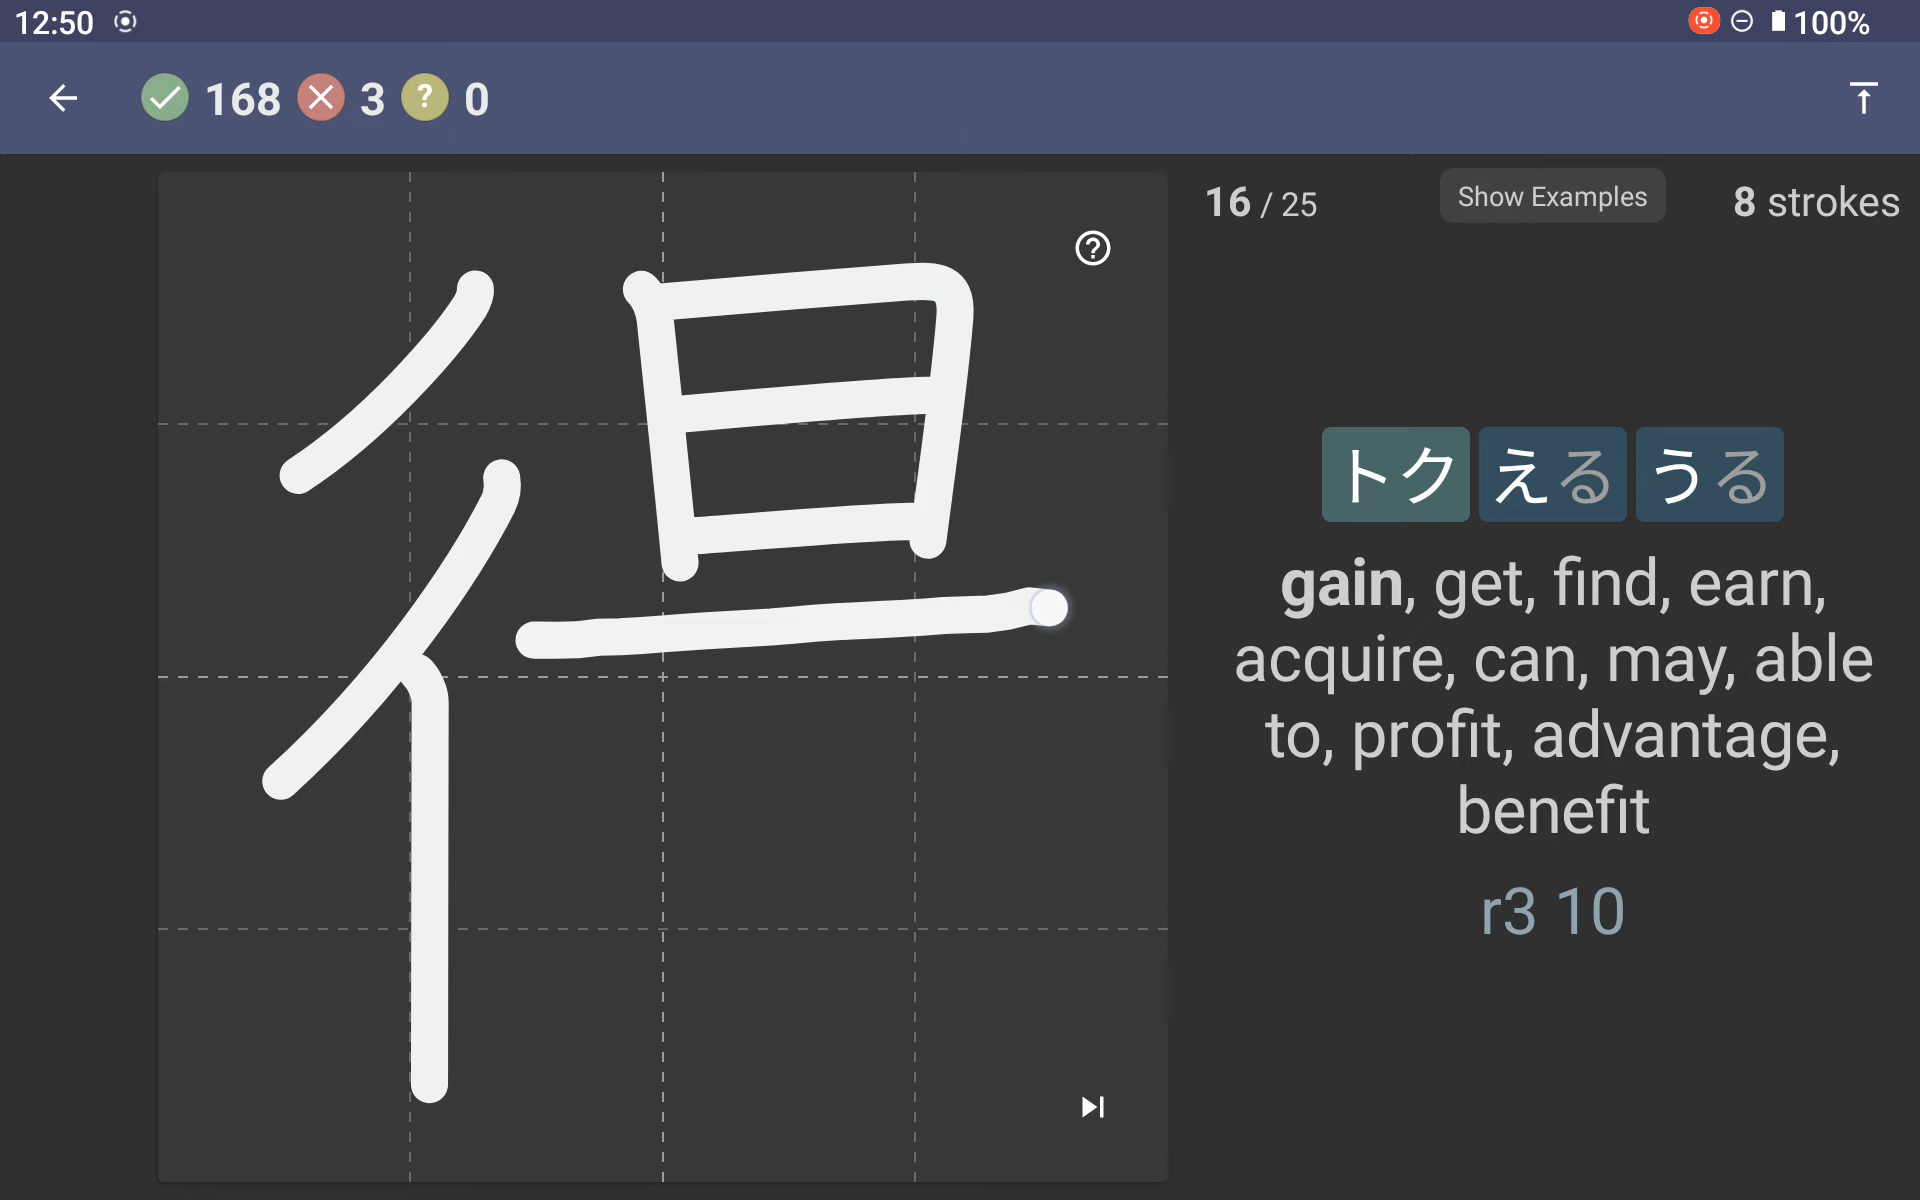 12:50 100%
168 3 ? 0
16 / 25 Show Examples 8 strokes
?
トク える うる
gain, get, find, earn,
acquire, can, may, able
to, profit, advantage,
benefit
r3 10